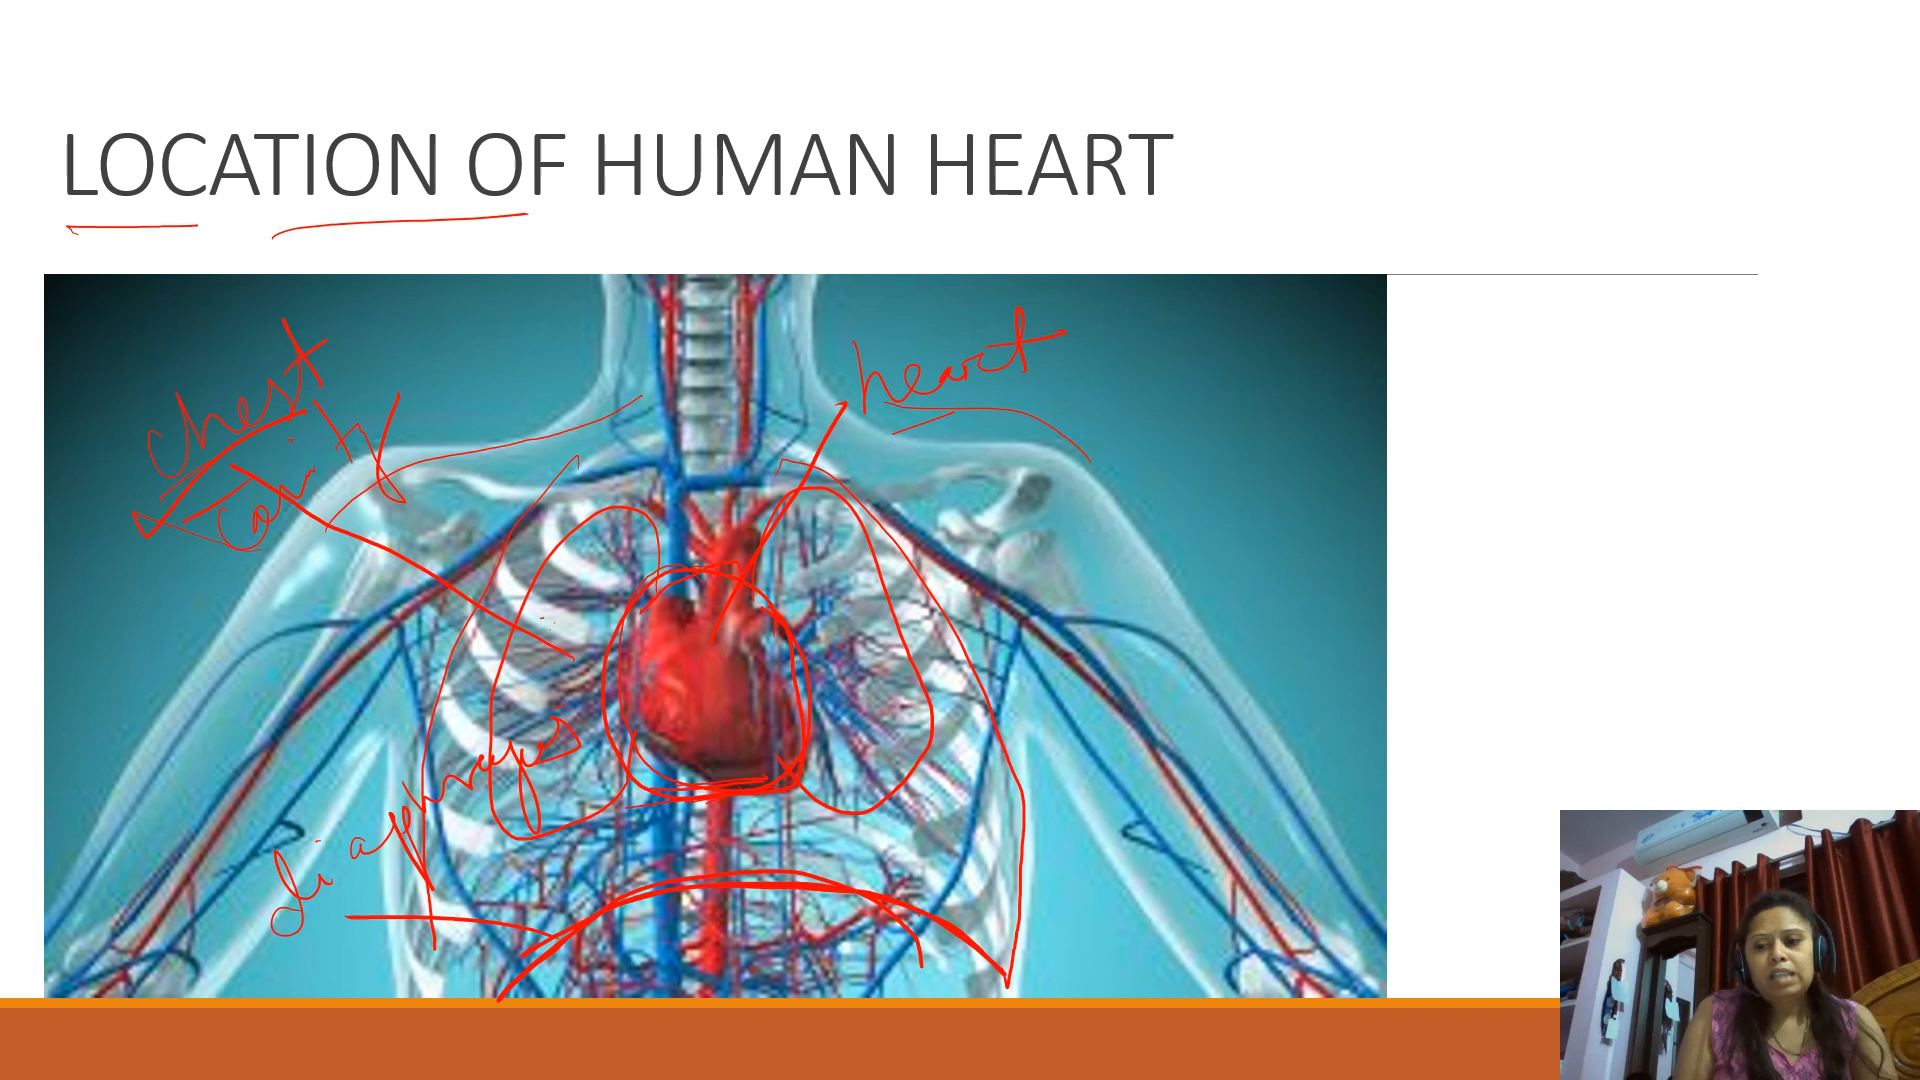 LOCATION OF HUMAN HEART
heart
chest
cavity
diaphragm